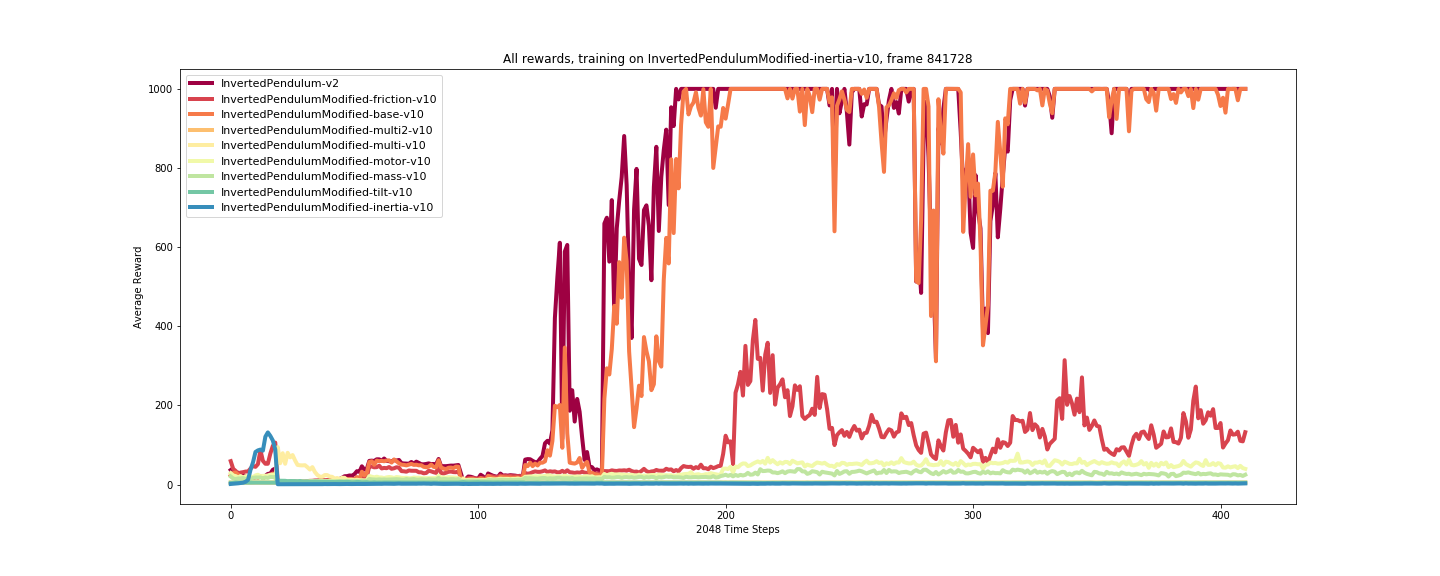 All rewards, training on InvertedPendulumModified-inertia-v10, frame 841728
InvertedPendulum-v2
InvertedPendulumModified-friction-v10
InvertedPendulumModified-base-v10
InvertedPendulumModified-multi2-v10
InvertedPendulumModified-multi-v10
InvertedPendulumModified-motor-v10
InvertedPendulumModified-mass-v10
InvertedPendulumModified-tilt-v10
InvertedPendulumModified-inertia-v10
Average Reward
1000
800
600
400
200
0
0 100 200 300 400
2048 Time Steps